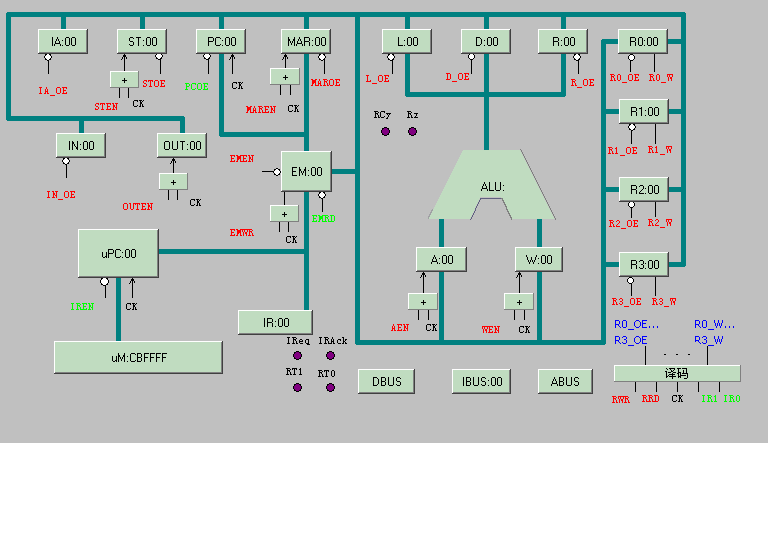 IA:00 ST:00 PC:00 MAR:00 L:00 D:00 R:00 R0:00
+ +
IA_OE STEN CK STOE PCOE CK MAREN CK MAROE L_OE D_OE R_OE R0_OE R0_W
RCy Rz
R1:00
R1_OE R1_W
IN:00 OUT:00 EMEN EM:00
IN_OE OUTEN + CK EMWR + CK EMRD
ALU:
R2:00
R2_OE R2_W
uPC:00 A:00 W:00 R3:00
IREN CK AEN + CK WEN + CK R3_OE R3_W
IR:00
R0_OE... R0_W...
R3_OE R3_W
. . .
uM:CBFFFF
IReq IRAck
RT1 RT0
DBUS IBUS:00 ABUS
译码
RWR RRD CK IR1 IR0